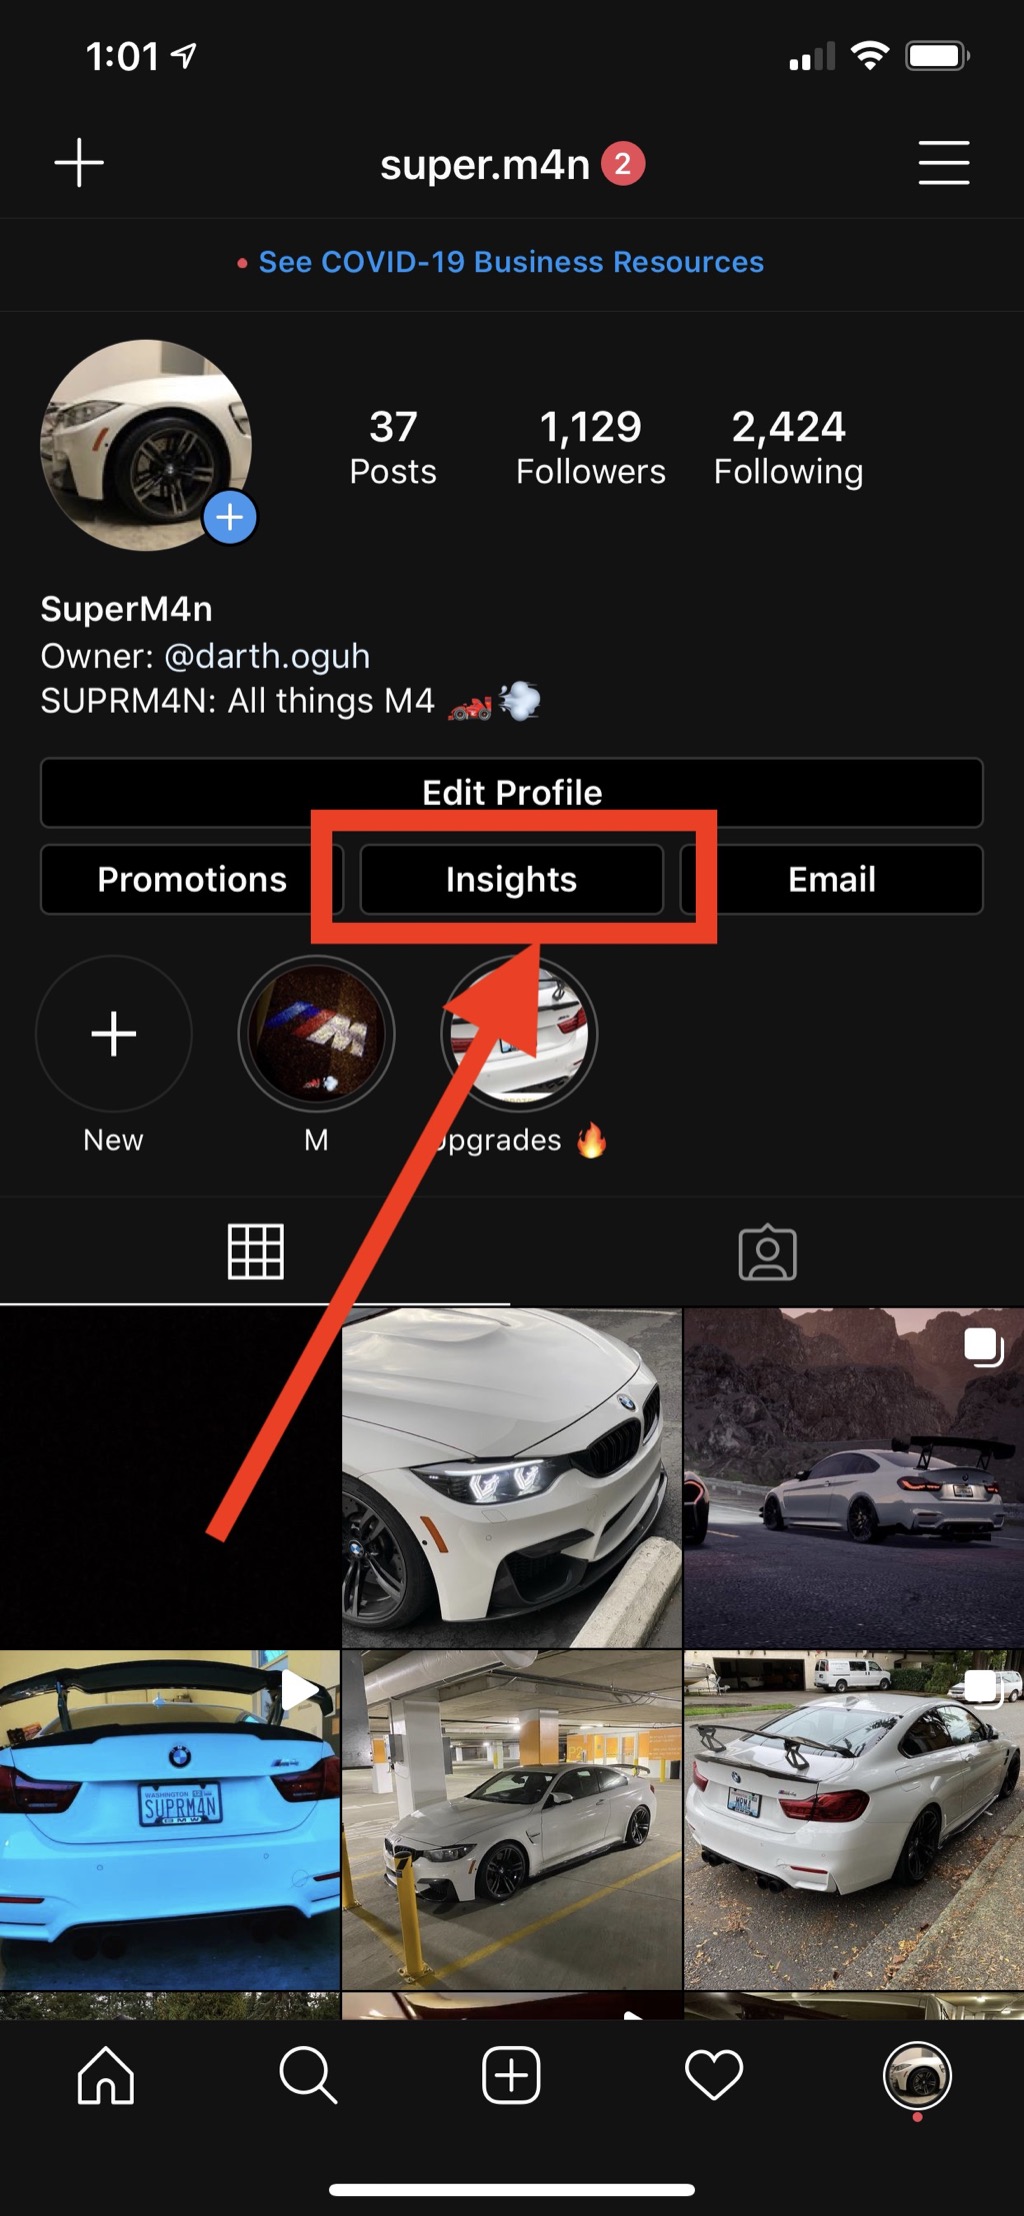 1:01
super.m4n 2
See COVID-19 Business Resources
37 1,129 2,424
Posts Followers Following
SuperM4n
Owner: @darth.oguh
SUPRM4N: All things M4 🏎💨
Edit Profile
Promotions Insights Email
New M pgrades 🔥
WASHINGTON
SUPRM4N
BMW